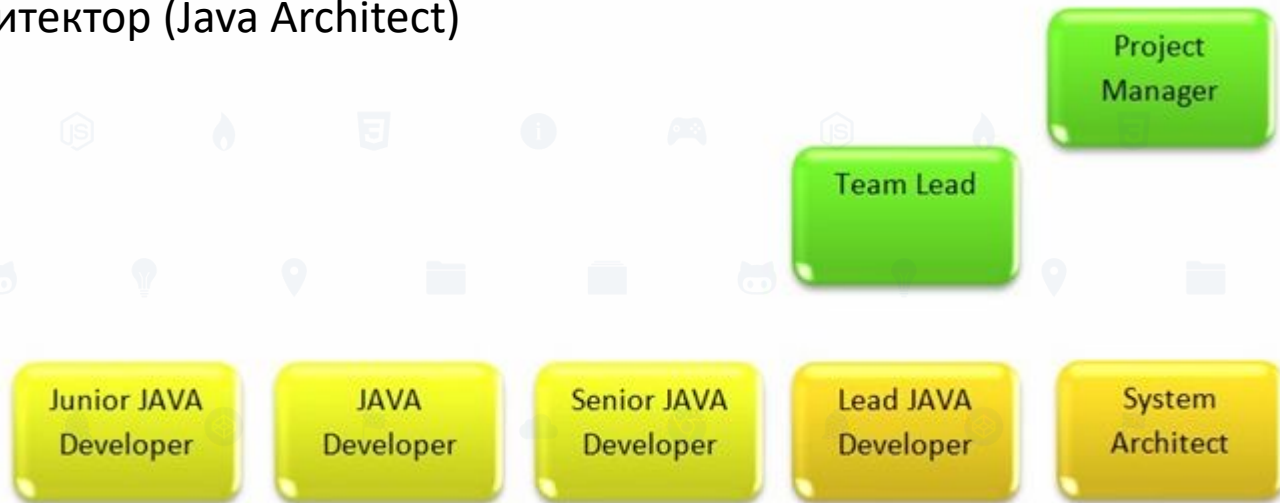 итектор (Java Architect)
Project
Manager
Team Lead
Junior JAVA
Developer
JAVA
Developer
Senior JAVA
Developer
Lead JAVA
Developer
System
Architect